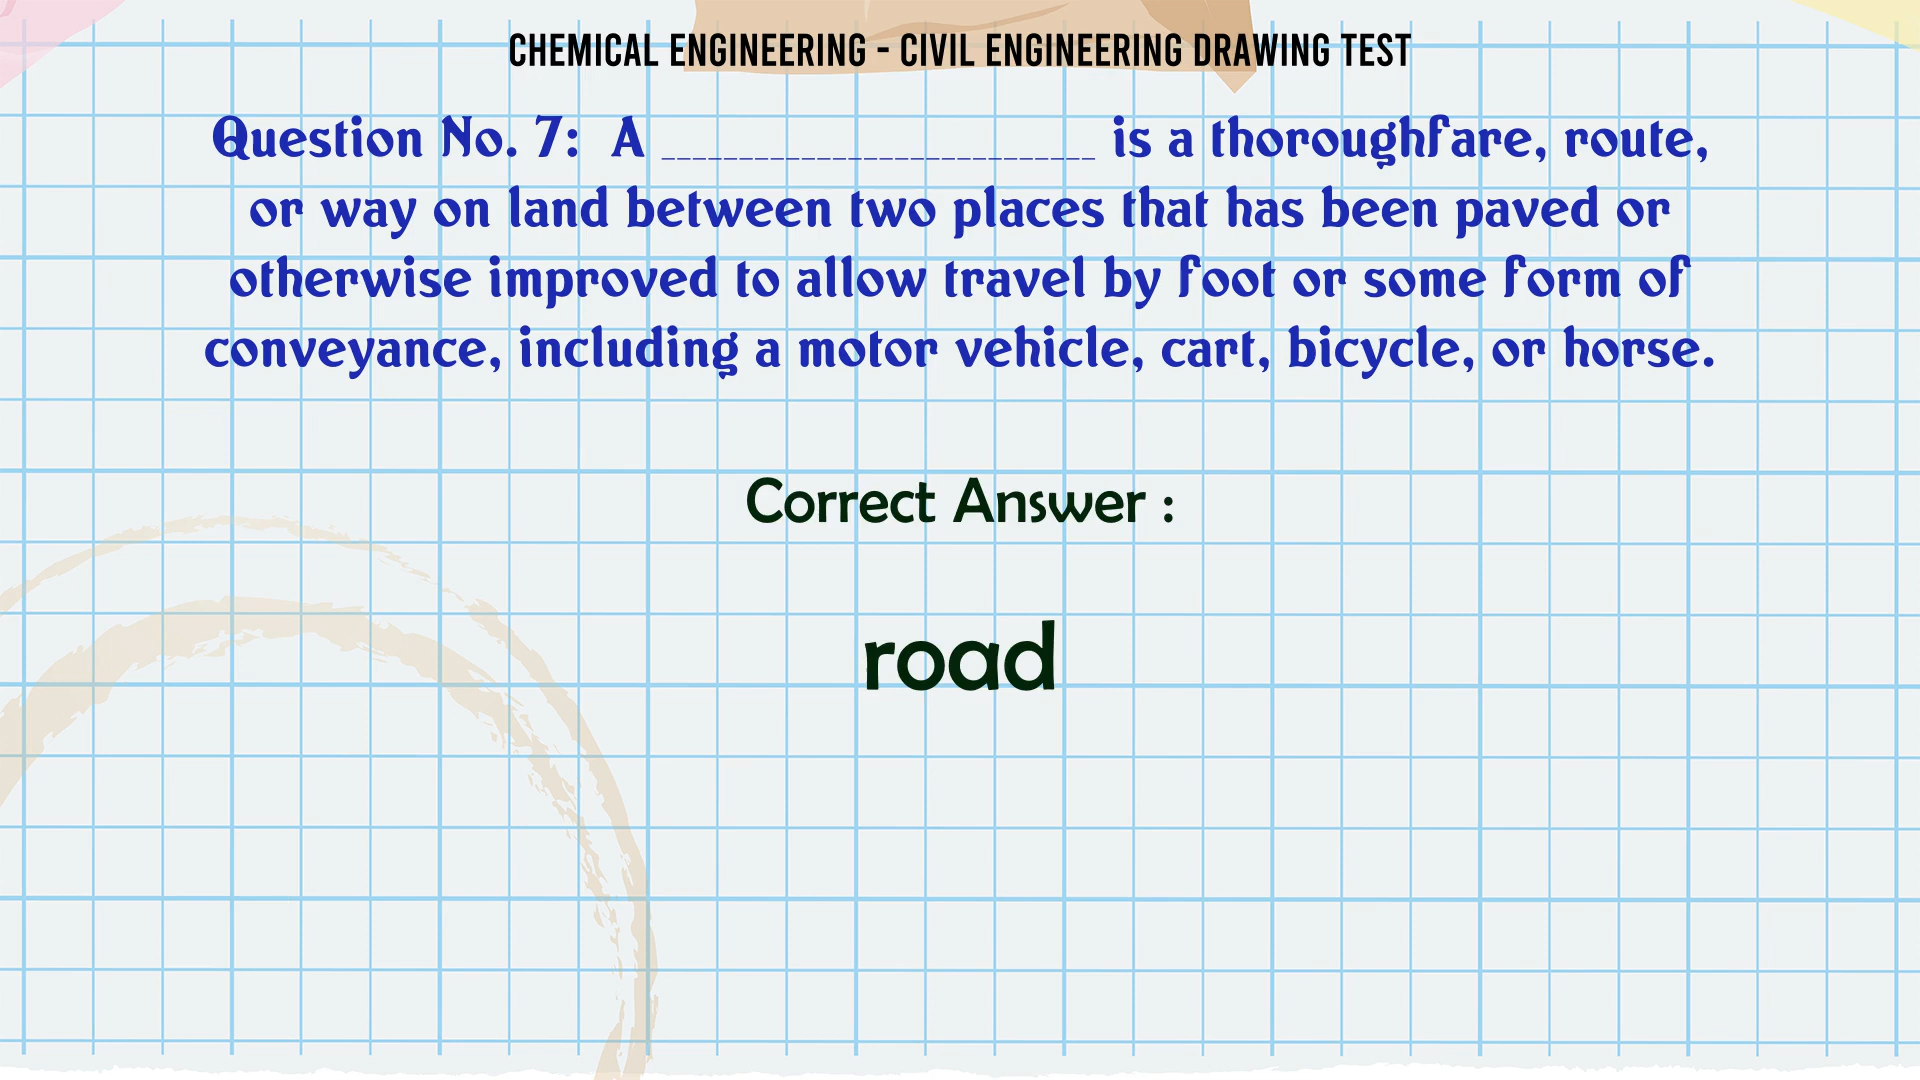 CHEMICAL ENGINEERING - CIVIL ENGINEERING DRAWING TEST
Question No. 7: A ____________________________ is a thoroughfare, route,
or way on land between two places that has been paved or
otherwise improved to allow travel by foot or some form of
conveyance, including a motor vehicle, cart, bicycle, or horse.
Correct Answer :
road